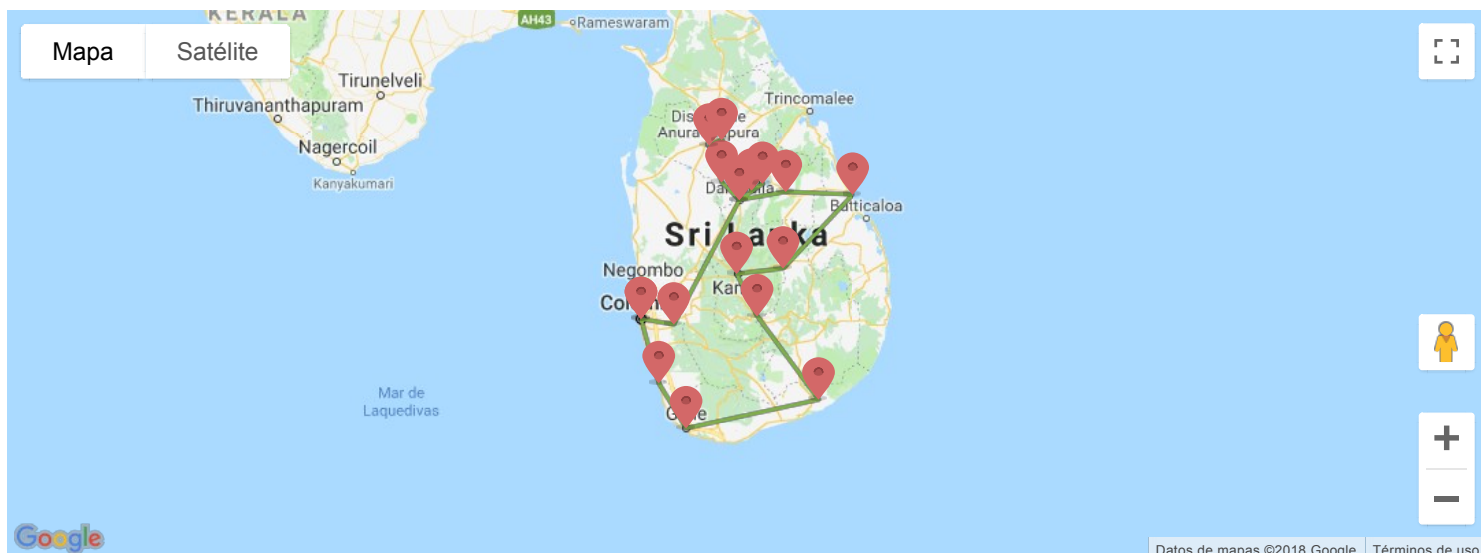 KERALA
AH43
Rameswaram
Mapa
Satélite
Tirunelveli
Thiruvananthapuram
Nagercoil
Kanyakumari
Trincomalee
Batticaloa
Sri Lanka
Negombo
Mar de
Laquedivas
Google
Datos de mapas ©2018 Google
Términos de uso